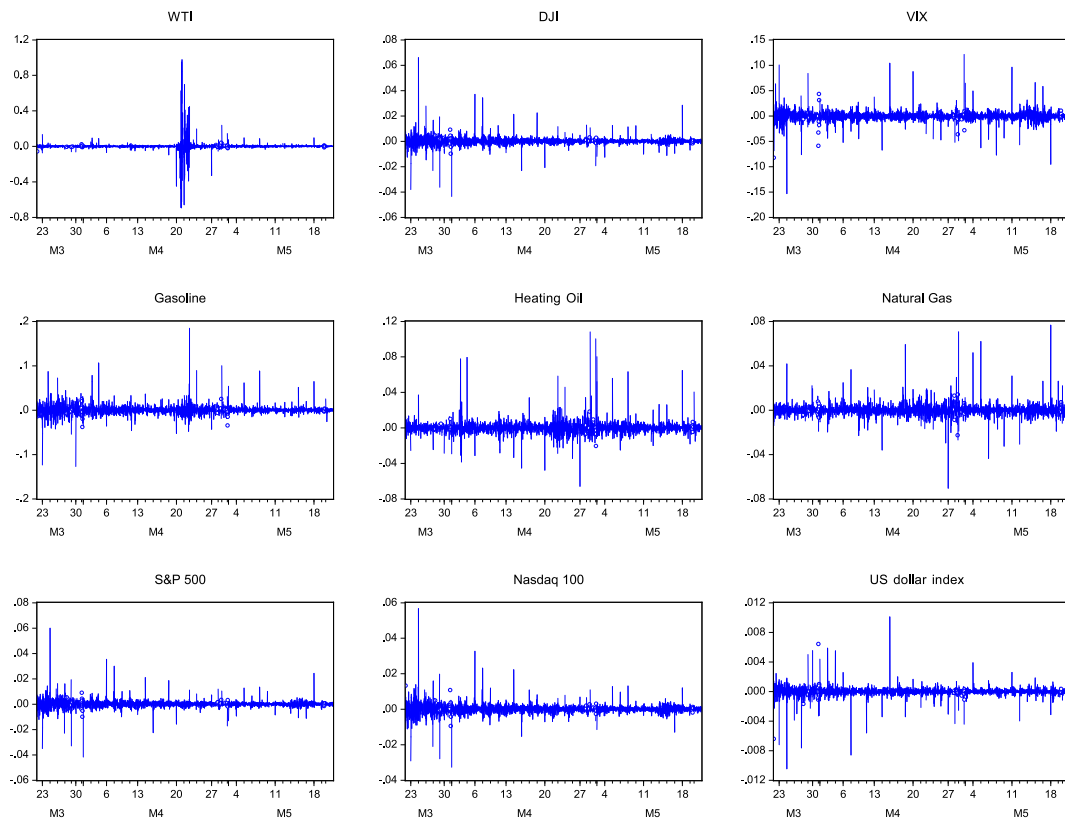 WTI
1.2
0.8
0.4
0.0
-0.4
-0.8
23 30 6 13 20 27 4 11 18
M3 M4 M5
DJI
.08
.06
.04
.02
.00
-.02
-.04
-.06
23 30 6 13 20 27 4 11 18
M3 M4 M5
VIX
.15
.10
.05
.00
-.05
-.10
-.15
-.20
23 30 6 13 20 27 4 11 18
M3 M4 M5
Gasoline
.2
.1
.0
-.1
-.2
23 30 6 13 20 27 4 11 18
M3 M4 M5
Heating Oil
.12
.08
.04
.00
-.04
-.08
23 30 6 13 20 27 4 11 18
M3 M4 M5
Natural Gas
.08
.04
.00
-.04
-.08
23 30 6 13 20 27 4 11 18
M3 M4 M5
S&P 500
.08
.06
.04
.02
.00
-.02
-.04
-.06
23 30 6 13 20 27 4 11 18
M3 M4 M5
Nasdaq 100
.06
.04
.02
.00
-.02
-.04
23 30 6 13 20 27 4 11 18
M3 M4 M5
US dollar index
.012
.008
.004
.000
-.004
-.008
-.012
23 30 6 13 20 27 4 11 18
M3 M4 M5